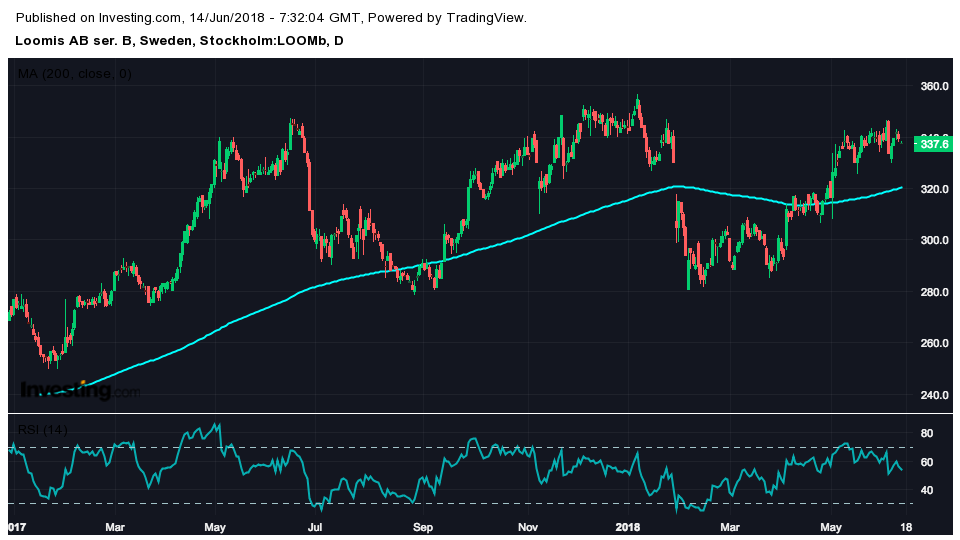 Published on Investing.com, 14/Jun/2018 - 7:32:04 GMT, Powered by TradingView.
Loomis AB ser. B, Sweden, Stockholm:LOOMb, D
MA (200, close, 0)
360.0
340.0
337.6
320.0
300.0
280.0
260.0
240.0
Investing.com
RSI (14)
80
60
40
2017 Mar May Jul Sep Nov 2018 Mar May 18